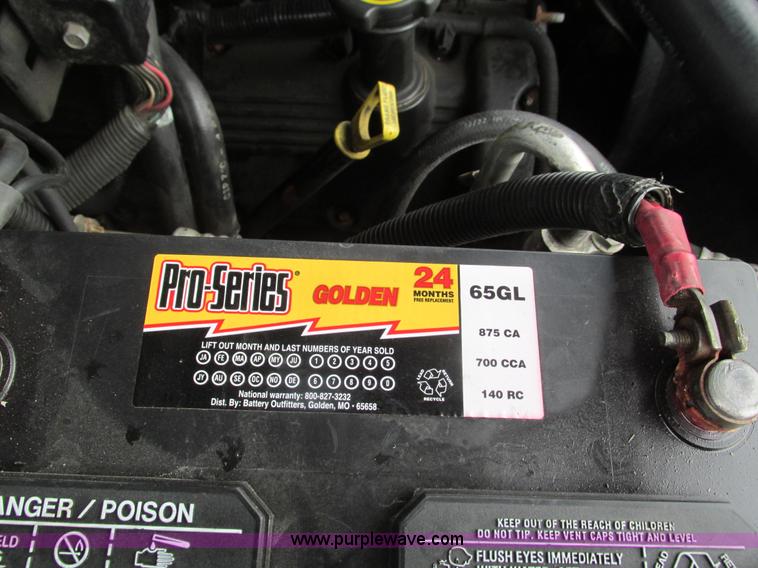 Pro-Series®
GOLDEN
24
MONTHS
FREE REPLACEMENT
65GL
875 CA
700 CCA
140 RC
LIFT OUT MONTH AND LAST NUMBERS OF YEAR SOLD
JA FE MA AP MY JU 1 2 3 4 5
JY AU SE OC NO DE 6 7 8 9 0
National warranty: 800-827-3232
Dist. By: Battery Outfitters, Golden, MO • 65658
RECYCLE
ANGER / POISON
KEEP OUT OF THE REACH OF CHILDREN
DO NOT TIP. KEEP VENT CAPS TIGHT AND LEVEL
FLUSH EYES IMMEDIATELY
www.purplewave.com